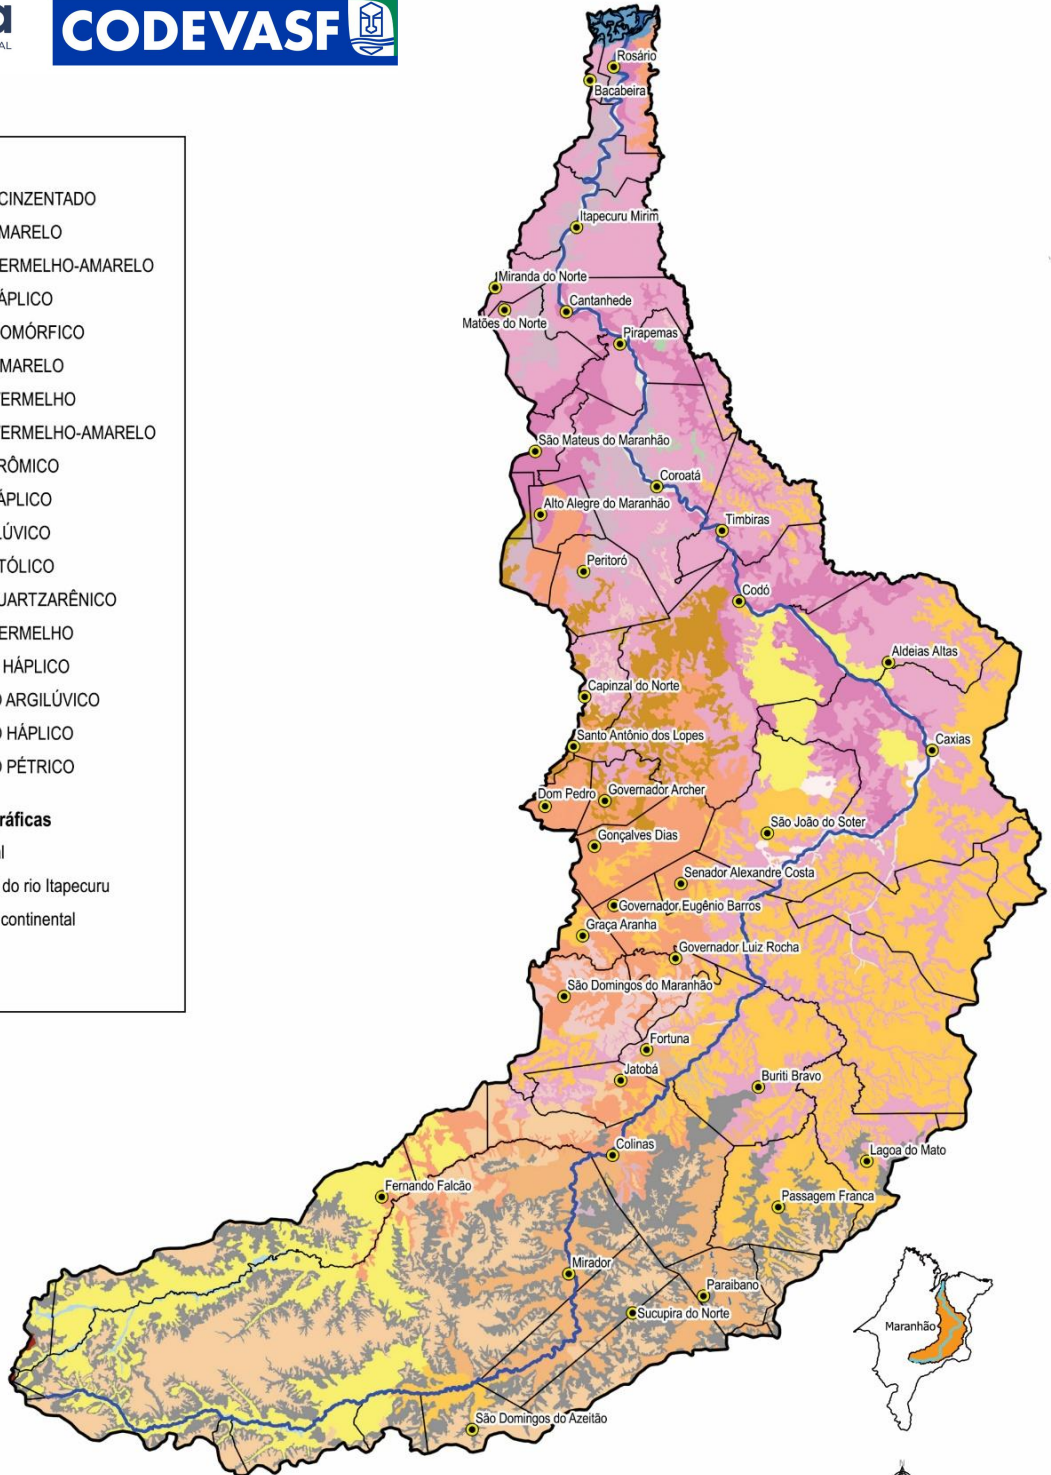 a
AL
CODEVASF
CINZENTADO
MARELO
ERMELHO-AMARELO
ÁPLICO
OMÓRFICO
MARELO
VERMELHO
VERMELHO-AMARELO
RÔMICO
ÁPLICO
LÚVICO
TÓLICO
UARTZARÊNICO
ERMELHO
HÁPLICO
O ARGILÚVICO
O HÁPLICO
O PÉTRICO
ráficas
l
do rio Itapecuru
continental
Rosário
Bacabeira
Itapecuru Mirim
Miranda do Norte
Cantanhede
Matões do Norte
Pirapemas
São Mateus do Maranhão
Coroatá
Alto Alegre do Maranhão
Timbiras
Peritoró
Codó
Aldeias Altas
Capinzal do Norte
Santo Antônio dos Lopes
Caxias
Dom Pedro
Governador Archer
São João do Soter
Gonçalves Dias
Senador Alexandre Costa
Governador Eugênio Barros
Graça Aranha
Governador Luiz Rocha
São Domingos do Maranhão
Fortuna
Jatobá
Buriti Bravo
Colinas
Lagoa do Mato
Fernando Falcão
Passagem Franca
Mirador
Paraibano
Sucupira do Norte
Maranhão
São Domingos do Azeitão
N